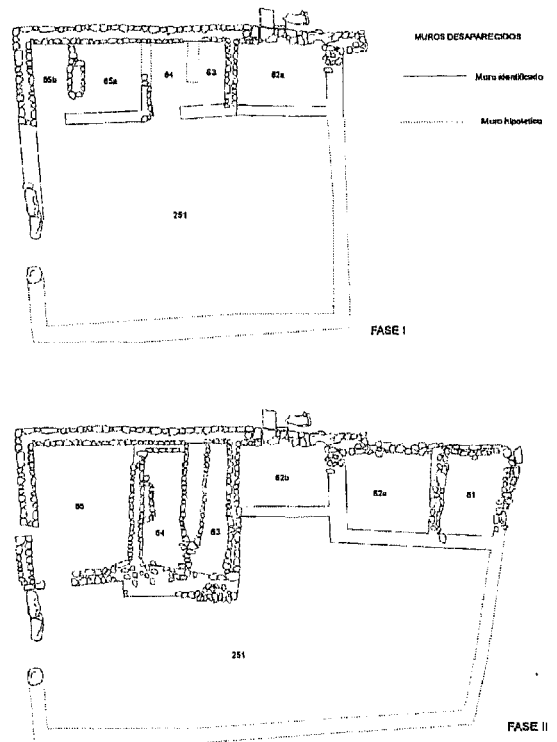 MUROS DESAPARECIDOS
Muro identificado
Muro hipotético
65b
65a
64
63
62a
251
FASE I
65
64
63
62b
62a
61
251
FASE II